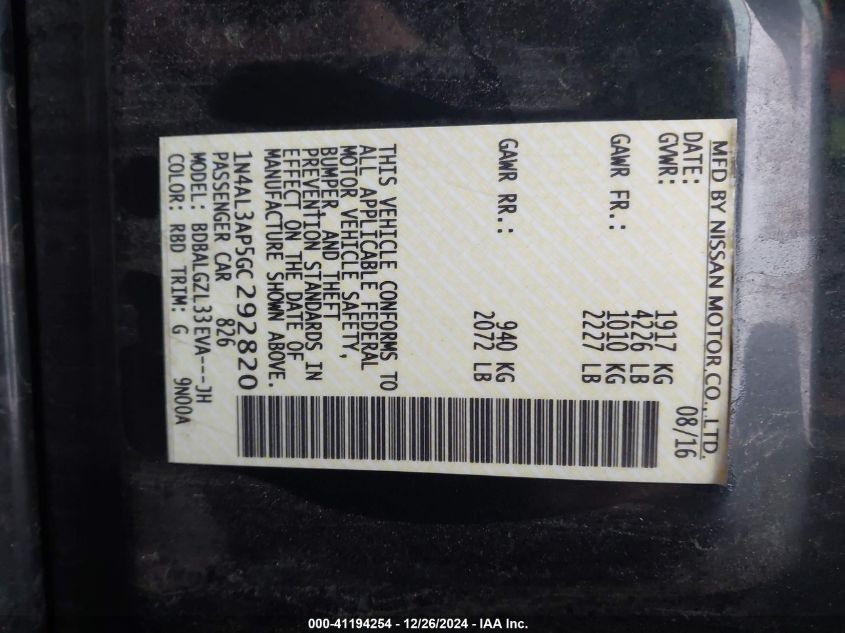 MFD BY NISSAN MOTOR CO., LTD.
DATE: 08/16
GVWR: 1917 KG
4226 LB
GAWR FR.: 1010 KG
2227 LB
GAWR RR.: 940 KG
2072 LB
THIS VEHICLE CONFORMS TO
ALL APPLICABLE FEDERAL
MOTOR VEHICLE SAFETY,
BUMPER, AND THEFT
PREVENTION STANDARDS IN
EFFECT ON THE DATE OF
MANUFACTURE SHOWN ABOVE.
1N4AL3AP5GC292820
PASSENGER CAR 826
MODEL: BDBALGZL33EVA---JH
COLOR: RBD TRIM: G 9N00A
000-41194254 - 12/26/2024 - IAA Inc.